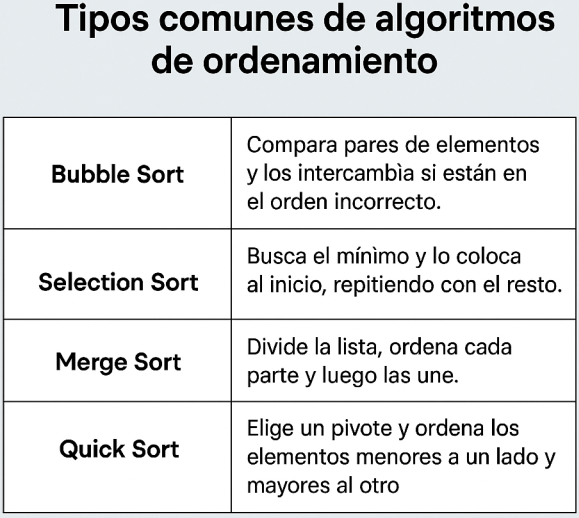 Tipos comunes de algoritmos
de ordenamiento
Bubble Sort
Compara pares de elementos
y los intercambìa si están en
el orden incorrecto.
Selection Sort
Busca el mínìmo y lo coloca
al inicio, repitiendo con el resto.
Merge Sort
Divide la lista, ordena cada
parte y luego las une.
Quick Sort
Elige un pivote y ordena los
elementos menores a un lado y
mayores al otro